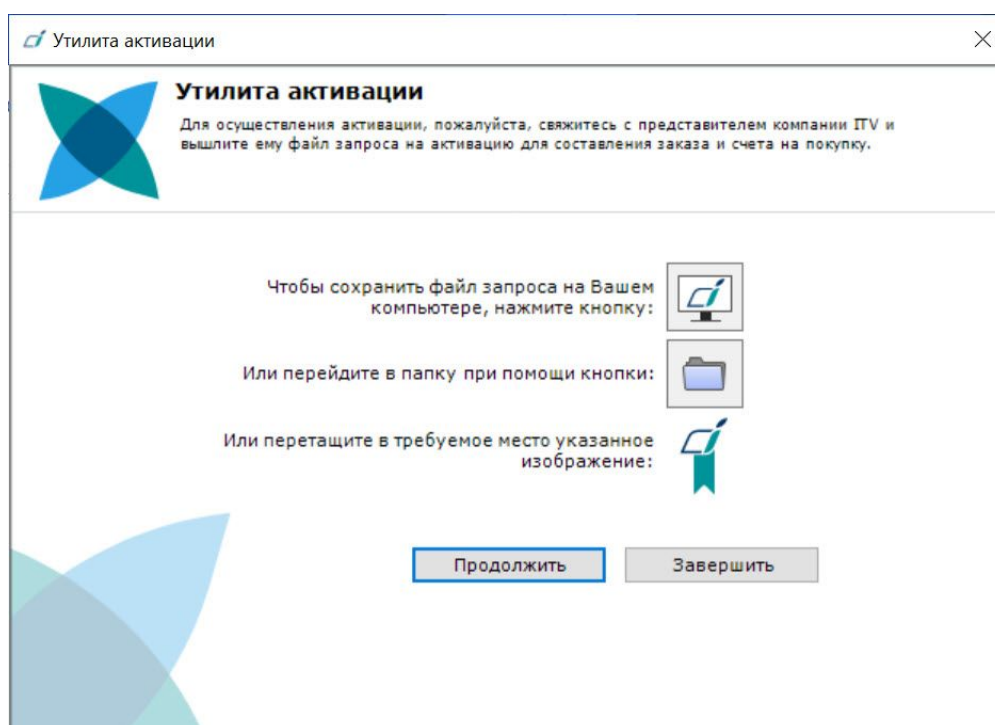 Утилита активации
Утилита активации
Для осуществления активации, пожалуйста, свяжитесь с представителем компании ITV и
вышлите ему файл запроса на активацию для составления заказа и счета на покупку.
Чтобы сохранить файл запроса на Вашем
компьютере, нажмите кнопку:
Или перейдите в папку при помощи кнопки:
Или перетащите в требуемое место указанное
изображение:
Продолжить
Завершить